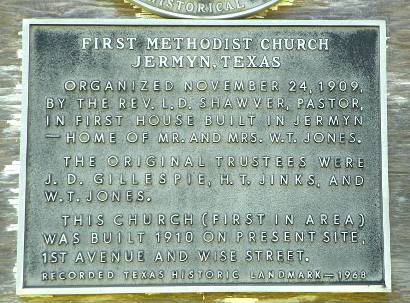 HISTORICAL
FIRST METHODIST CHURCH
JERMYN, TEXAS
ORGANIZED NOVEMBER 24, 1909,
BY THE REV. L. D. SHAWVER, PASTOR,
IN FIRST HOUSE BUILT IN JERMYN
— HOME OF MR. AND MRS. W. T. JONES.
THE ORIGINAL TRUSTEES WERE
J. D. GILLESPIE, H. T. JINKS, AND
W. T. JONES.
THIS CHURCH (FIRST IN AREA)
WAS BUILT 1910 ON PRESENT SITE,
1ST AVENUE AND WISE STREET.
RECORDED TEXAS HISTORIC LANDMARK—1968